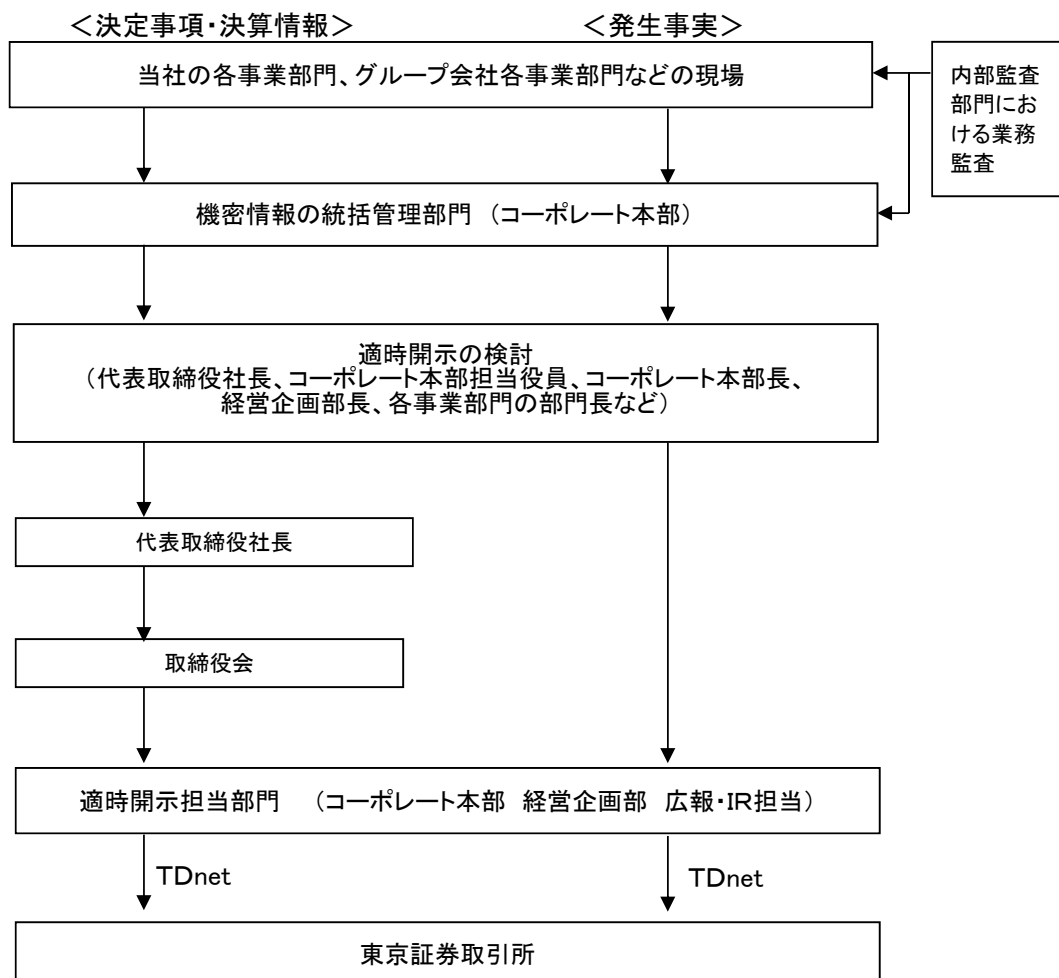 ＜決定事項・決算情報＞
＜発生事実＞
当社の各事業部門、グループ会社各事業部門などの現場
内部監査
部門にお
ける業務
監査
機密情報の統括管理部門 （コーポレート本部）
適時開示の検討
（代表取締役社長、コーポレート本部担当役員、コーポレート本部長、
経営企画部長、各事業部門の部門長など）
代表取締役社長
取締役会
適時開示担当部門 （コーポレート本部 経営企画部 広報・IR担当）
TDnet
TDnet
東京証券取引所